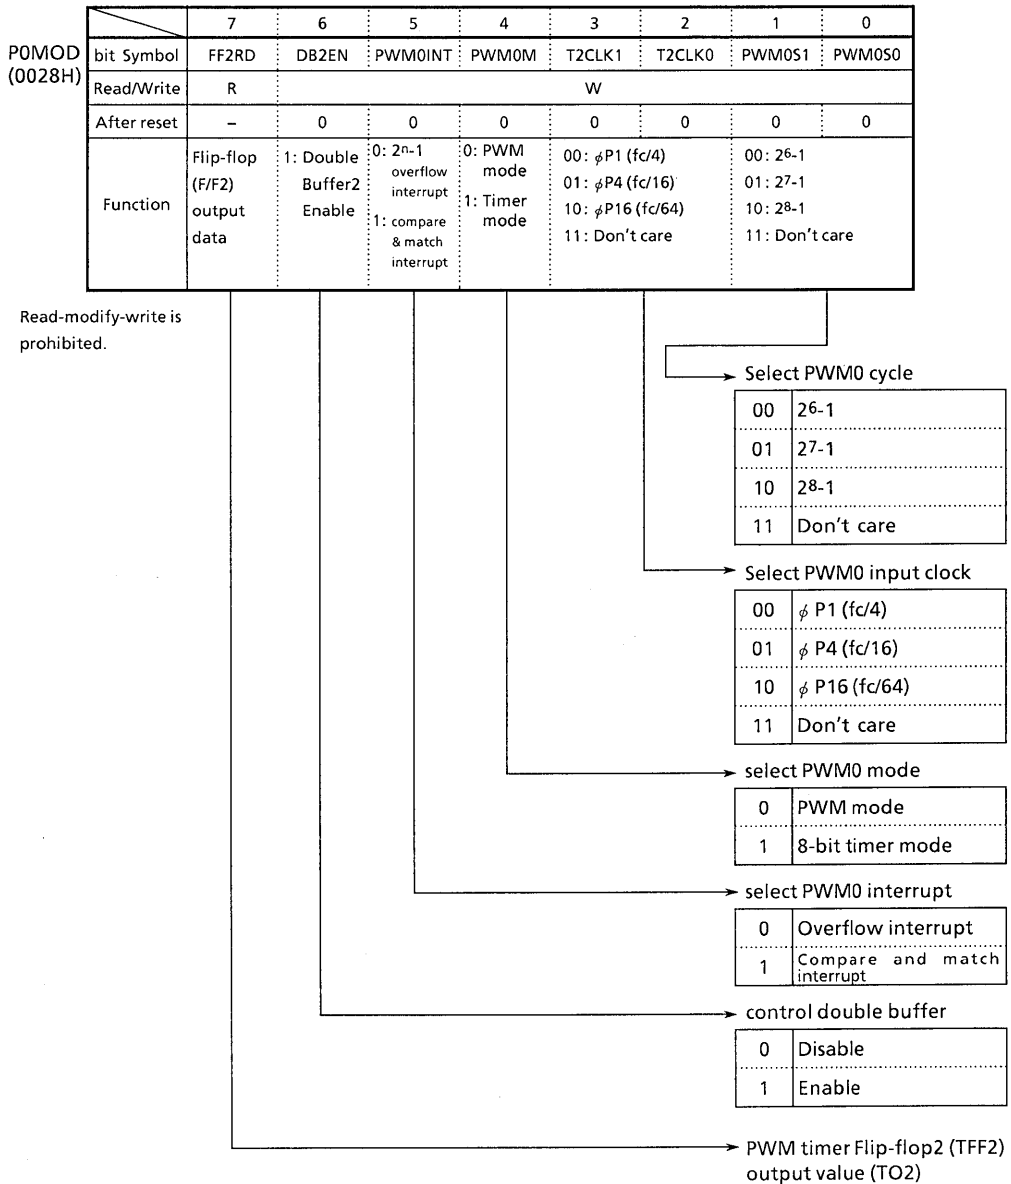 7 6 5 4 3 2 1 0
P0MOD
(0028H)
bit Symbol FF2RD DB2EN PWM0INT PWM0M T2CLK1 T2CLK0 PWM0S1 PWM0S0
Read/Write R W
After reset – 0 0 0 0 0 0 0
Function
Flip-flop
(F/F2)
output
data
1: Double
Buffer2
Enable
0: 2n-1
overflow
interrupt
1: compare
& match
interrupt
0: PWM
mode
1: Timer
mode
00: φP1 (fc/4)
01: φP4 (fc/16)
10: φP16 (fc/64)
11: Don't care
00: 26-1
01: 27-1
10: 28-1
11: Don't care
Read-modify-write is
prohibited.
Select PWM0 cycle
00 26-1
01 27-1
10 28-1
11 Don't care
Select PWM0 input clock
00 φ P1 (fc/4)
01 φ P4 (fc/16)
10 φ P16 (fc/64)
11 Don't care
select PWM0 mode
0 PWM mode
1 8-bit timer mode
select PWM0 interrupt
0 Overflow interrupt
1 Compare and match
interrupt
control double buffer
0 Disable
1 Enable
PWM timer Flip-flop2 (TFF2)
output value (TO2)